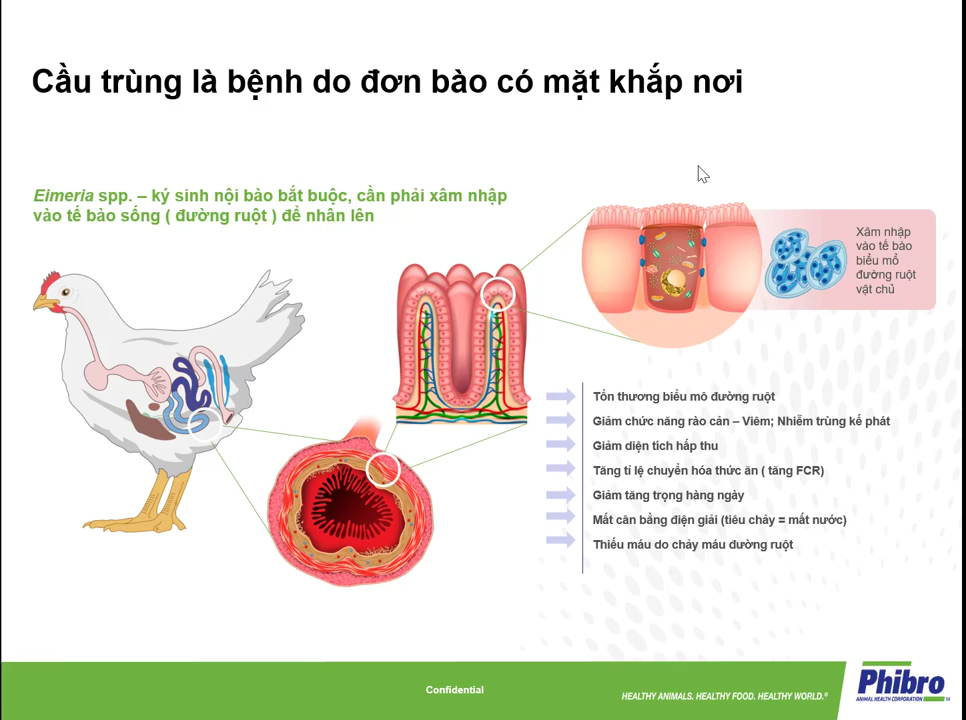 Cầu trùng là bệnh do đơn bào có mặt khắp nơi
Eimeria spp. – ký sinh nội bào bắt buộc, cần phải xâm nhập
vào tế bào sống ( đường ruột ) để nhân lên
Xâm nhập
vào tế bào
biểu mổ
đường ruột
vật chủ
Tổn thương biểu mô đường ruột
Giảm chức năng rào cản – Viêm; Nhiễm trùng kế phát
Giảm diện tích hấp thu
Tăng tỉ lệ chuyển hóa thức ăn ( tăng FCR)
Giảm tăng trọng hàng ngày
Mất cân bằng điện giải (tiêu chảy = mất nước)
Thiếu máu do chảy máu đường ruột
Confidential
HEALTHY ANIMALS. HEALTHY FOOD. HEALTHY WORLD.®
Phibro
ANIMAL HEALTH CORPORATION